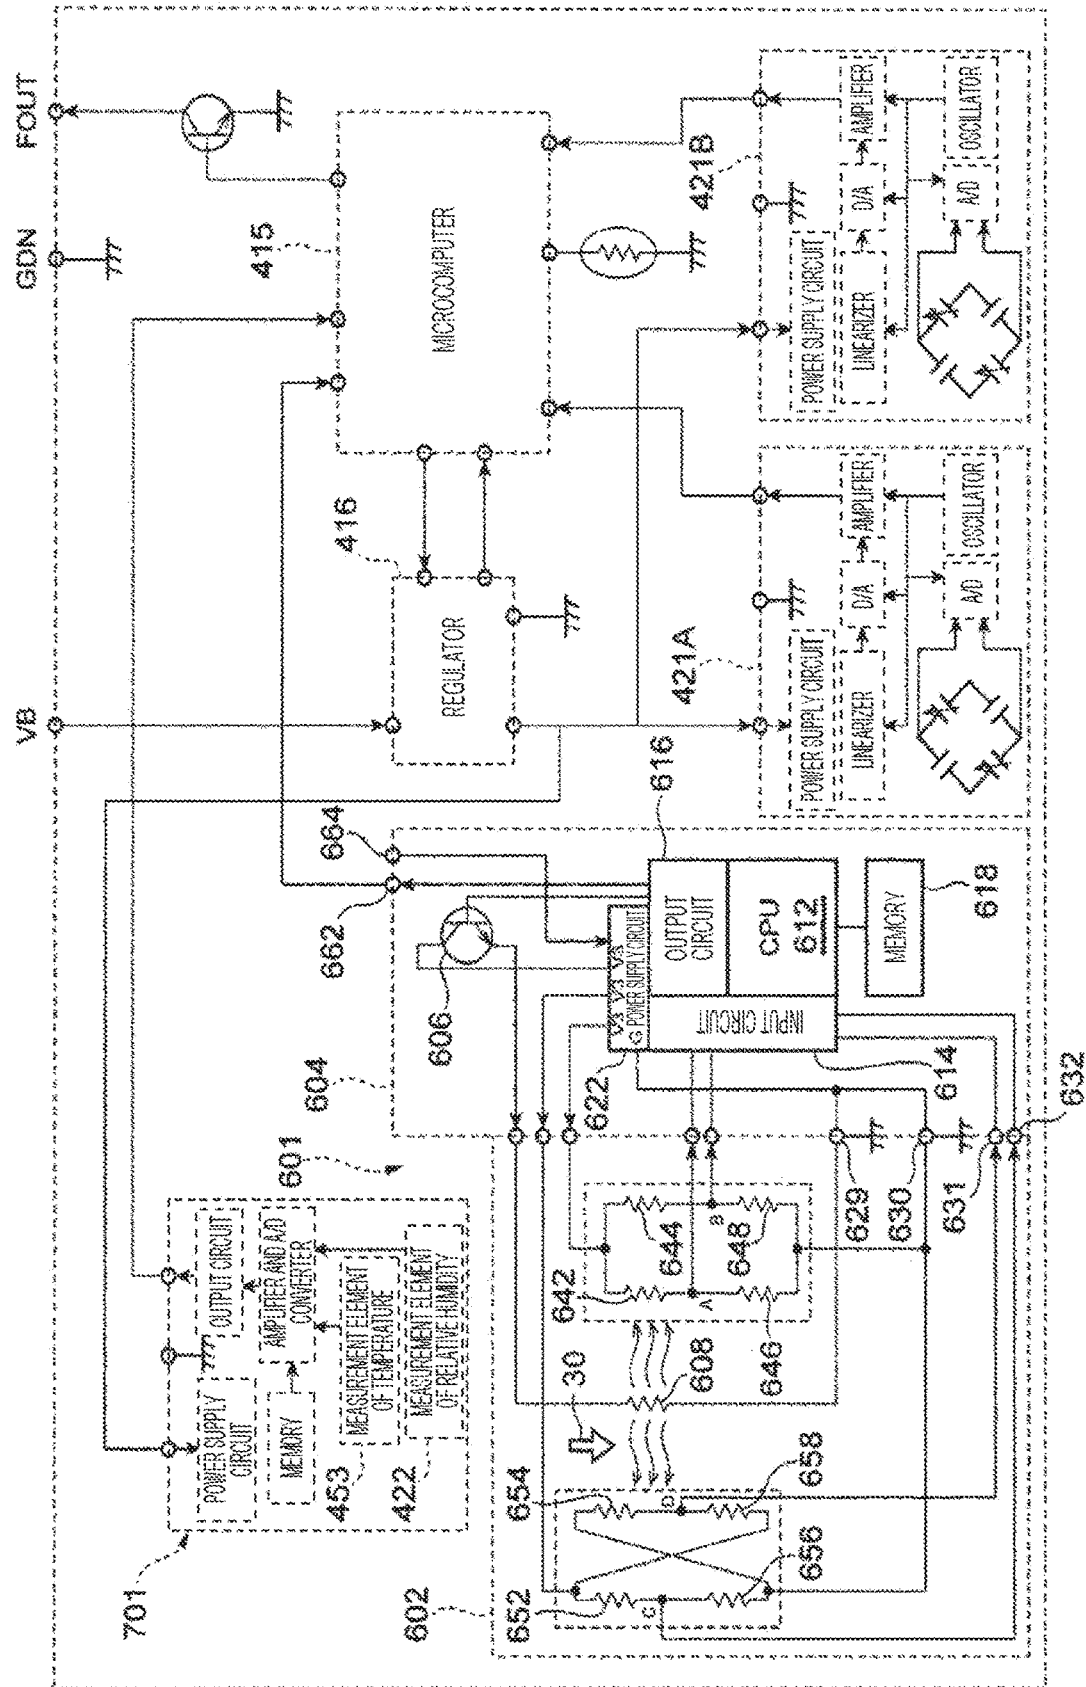 VB
GDN
FOUT
701
POWER SUPPLY
CIRCUIT
OUTPUT CIRCUIT
MEMORY
AMPLIFIER AND A/D
CONVERTER
MEASUREMENT ELEMENT
OF TEMPERATURE
MEASUREMENT ELEMENT
OF RELATIVE HUMIDITY
453
422
601
604
606
662
664
416
REGULATOR
415
MICROCOMPUTER
602
652
654
656
658
C
D
30
608
642
644
646
648
A
B
622
G POWER SUPPLY CIRCUIT
OUTPUT
CIRCUIT
CPU
612
INPUT CIRCUIT
614
616
MEMORY
618
629
630
631
632
421A
POWER SUPPLY CIRCUIT
LINEARIZER
D/A
AMPLIFIER
A/D
OSCILLATOR
421B
POWER SUPPLY CIRCUIT
LINEARIZER
D/A
AMPLIFIER
A/D
OSCILLATOR